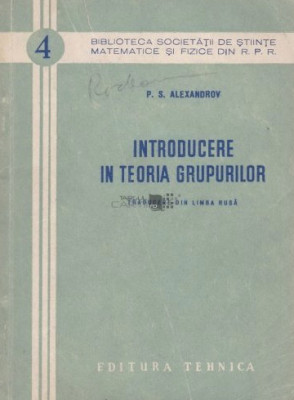 4
BIBLIOTECA SOCIETĂȚII DE ȘTIINȚE
MATEMATICE ȘI FIZICE DIN R. P. R.
P. S. ALEXANDROV
INTRODUCERE
IN TEORIA GRUPURILOR
DIN LIMBA RUSĂ
EDITURA TEHNICA